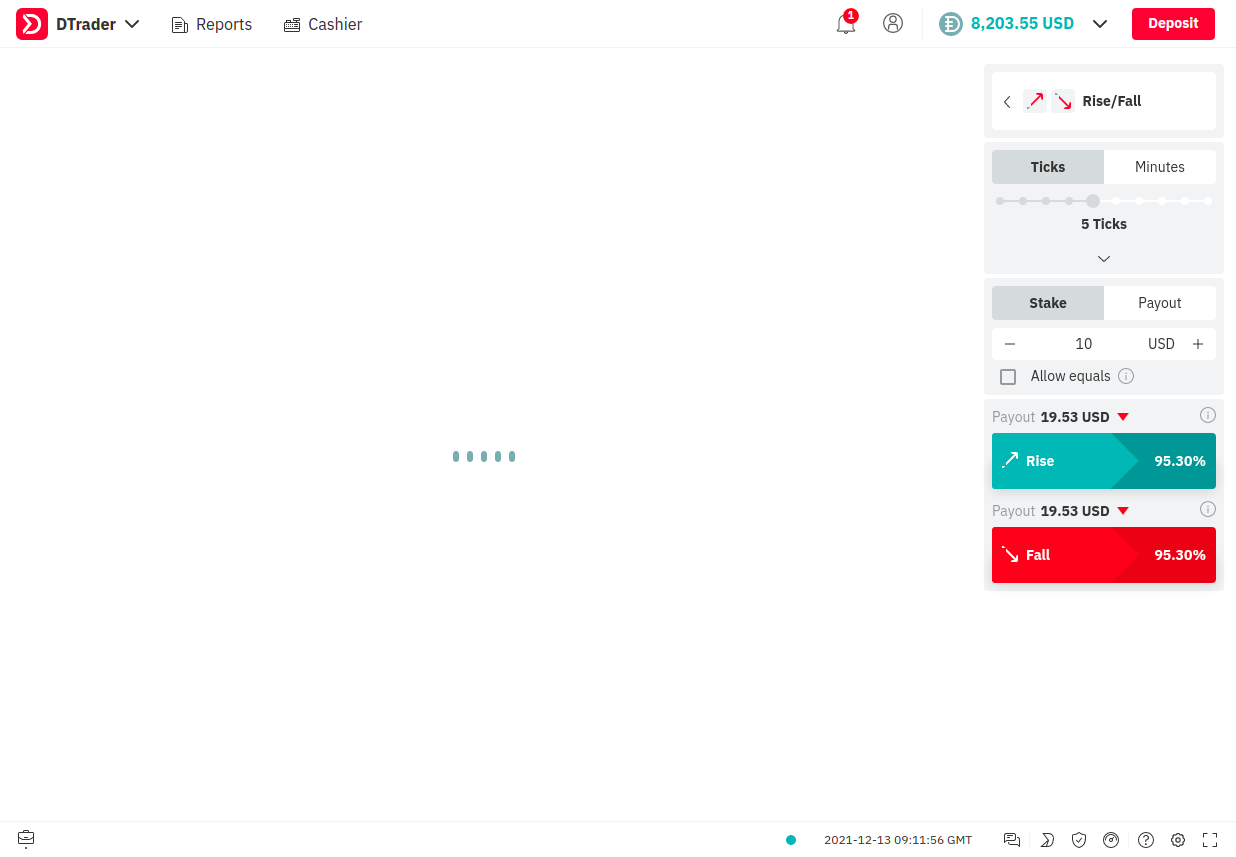 DTrader
Reports
Cashier
1
8,203.55 USD
Deposit
Rise/Fall
Ticks
Minutes
5 Ticks
Stake
Payout
10
USD
Allow equals
Payout 19.53 USD
Rise
95.30%
Payout 19.53 USD
Fall
95.30%
2021-12-13 09:11:56 GMT